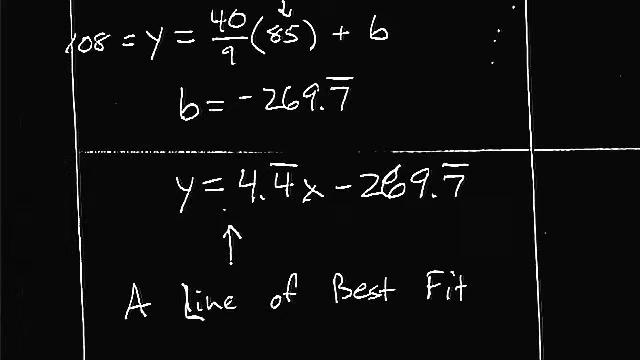 108 = y = 40/9 (85) + b
b = -269.7̅
y = 4.4̅x - 269.7̅
A Line of Best Fit